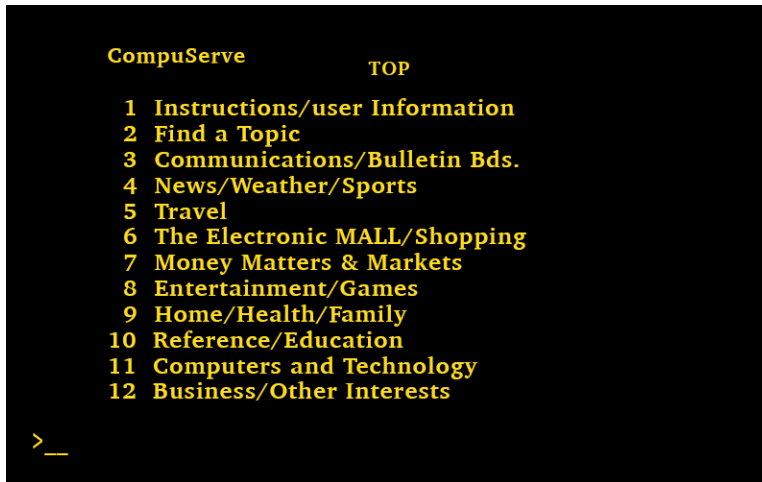 CompuServe
TOP
1 Instructions/user Information
2 Find a Topic
3 Communications/Bulletin Bds.
4 News/Weather/Sports
5 Travel
6 The Electronic MALL/Shopping
7 Money Matters & Markets
8 Entertainment/Games
9 Home/Health/Family
10 Reference/Education
11 Computers and Technology
12 Business/Other Interests
>__